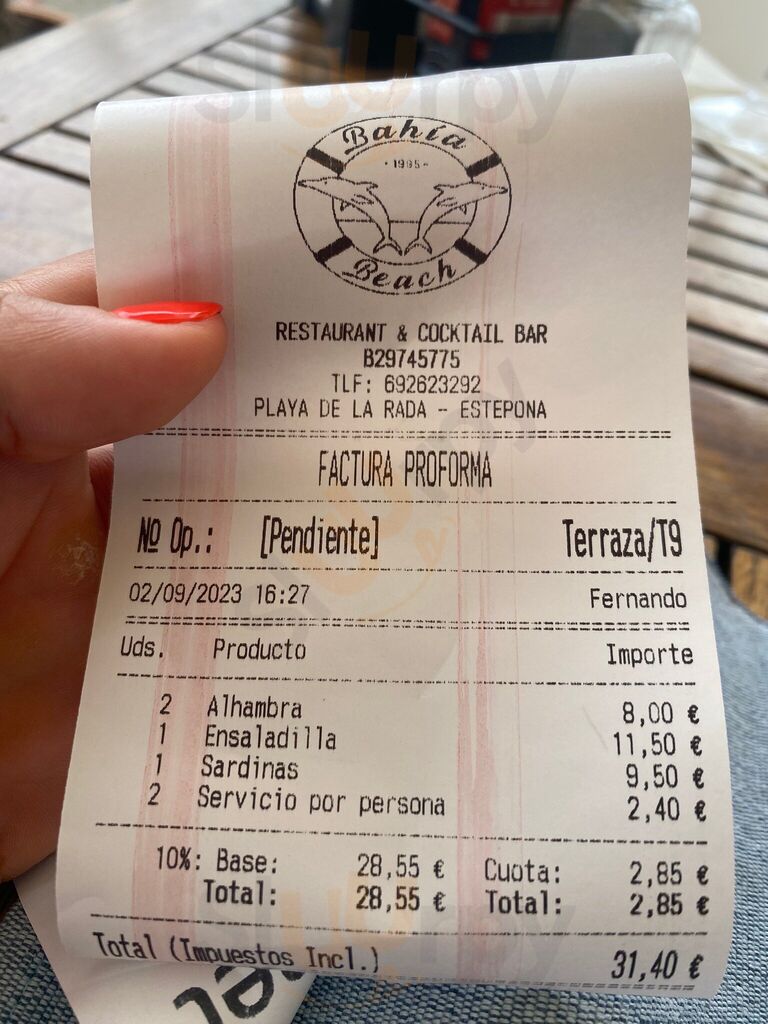 Bahía
· 1995 ·
Beach
RESTAURANT & COCKTAIL BAR
B29745775
TLF: 692623292
PLAYA DE LA RADA - ESTEPONA
FACTURA PROFORMA
Nº Op.: [Pendiente] Terraza/T9
02/09/2023 16:27 Fernando
Uds. Producto Importe
2 Alhambra 8,00 €
1 Ensaladilla 11,50 €
1 Sardinas 9,50 €
2 Servicio por persona 2,40 €
10%: Base: 28,55 € Cuota: 2,85 €
Total: 28,55 € Total: 2,85 €
Total (Impuestos Incl.) 31,40 €